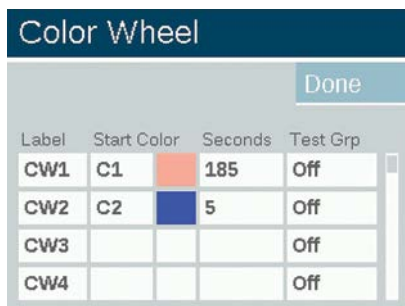 Color Wheel
Done
Label Start Color Seconds Test Grp
CW1 C1 185 Off
CW2 C2 5 Off
CW3 Off
CW4 Off